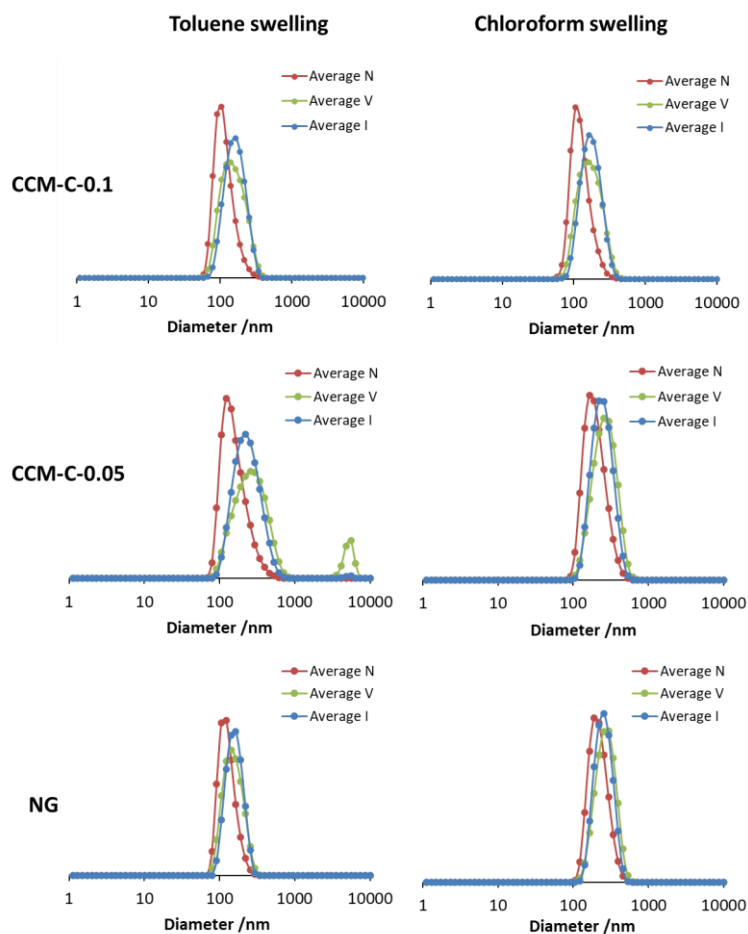 Toluene swelling
Chloroform swelling
CCM-C-0.1
Average N
Average V
Average I
1 10 100 1000 10000
Diameter /nm
Average N
Average V
Average I
1 10 100 1000 10000
Diameter /nm
CCM-C-0.05
Average N
Average V
Average I
1 10 100 1000 10000
Diameter /nm
Average N
Average V
Average I
1 10 100 1000 10000
Diameter /nm
NG
Average N
Average V
Average I
1 10 100 1000 10000
Diameter /nm
Average N
Average V
Average I
1 10 100 1000 10000
Diameter /nm